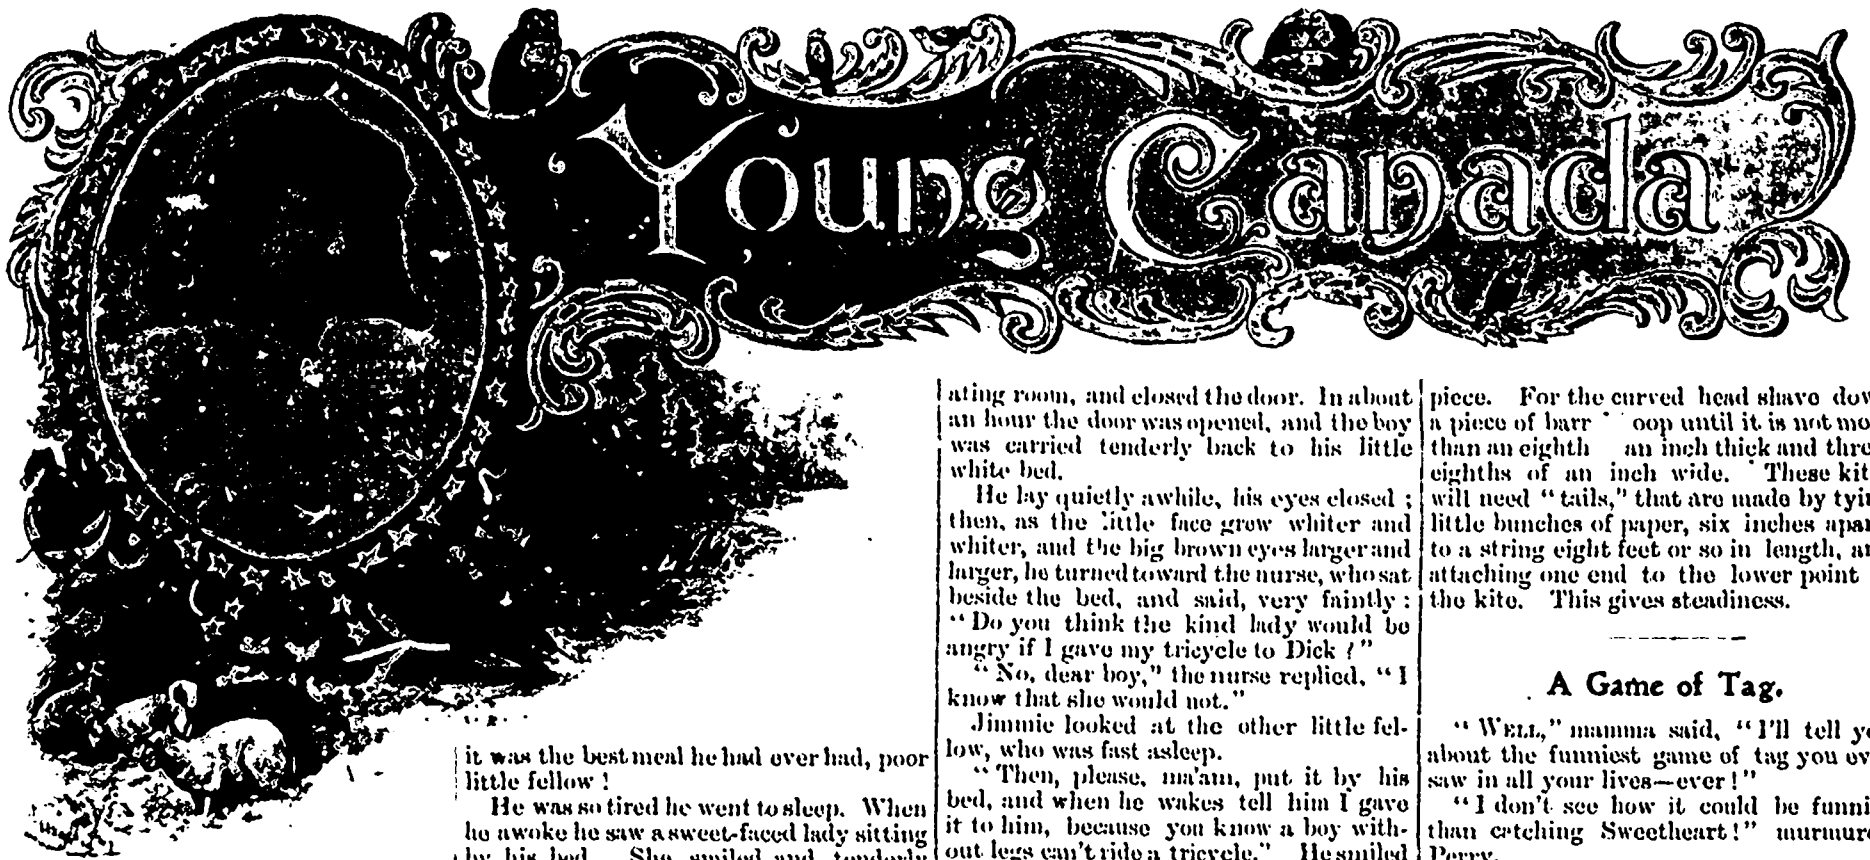 Young Canada
it was the best meal he had ever had, poor
little fellow !
He was so tired he went to sleep. When
he awoke he saw a sweet-faced lady sitting
by his bed. She smiled and tenderly
ating room, and closed the door. In about
an hour the door was opened, and the boy
was carried tenderly back to his little
white bed.
He lay quietly awhile, his eyes closed ;
then, as the little face grew whiter and
whiter, and the big brown eyes larger and
larger, he turned toward the nurse, who sat
beside the bed, and said, very faintly :
“ Do you think the kind lady would be
angry if I gave my tricycle to Dick ?”
“ No, dear boy,” the nurse replied, “ I
know that she would not.”
Jimmie looked at the other little fel-
low, who was fast asleep.
“ Then, please, ma'am, put it by his
bed, and when he wakes tell him I gave
it to him, because you know a boy with-
out legs can't ride a tricycle.” He smiled
piece. For the curved head shave dow
a piece of barr oop until it is not mo
than an eighth an inch thick and thre
eighths of an inch wide. These kit
will need “ tails,” that are made by tyin
little bunches of paper, six inches apar
to a string eight feet or so in length, an
attaching one end to the lower point
the kite. This gives steadiness.
A Game of Tag.
“ WELL,” mamma said, “ I'll tell yo
about the funniest game of tag you ev
saw in all your lives—ever !”
“ I don't see how it could be funni
than catching Sweetheart !” murmure
Perry.